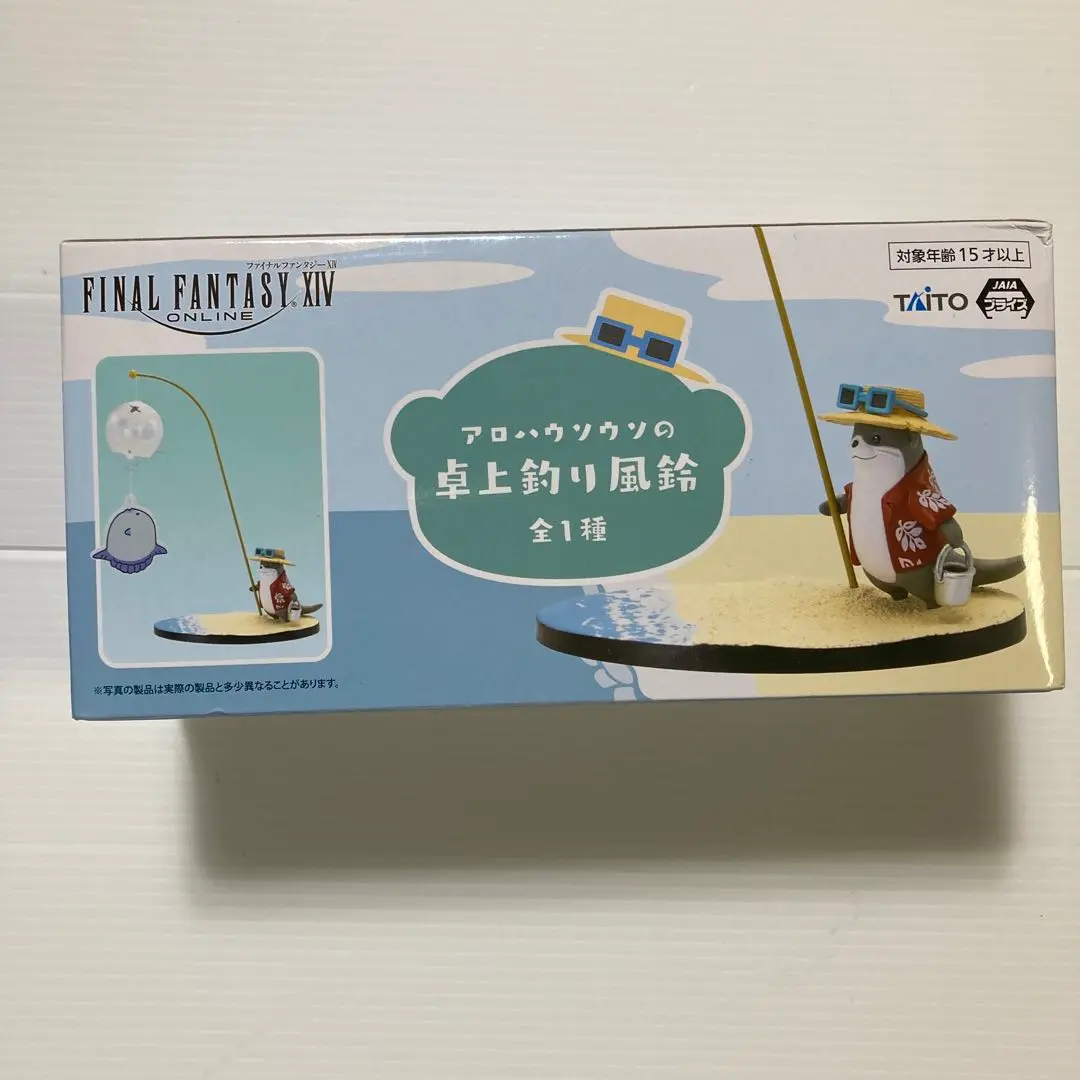 ファイナルファンタジーXIV
FINAL FANTASY® XIV
ONLINE
対象年齢15才以上
TAITO
JAIA
プライズ
アロハウソウソの
卓上釣り風鈴
全1種
※写真の製品は実際の製品と多少異なることがあります。